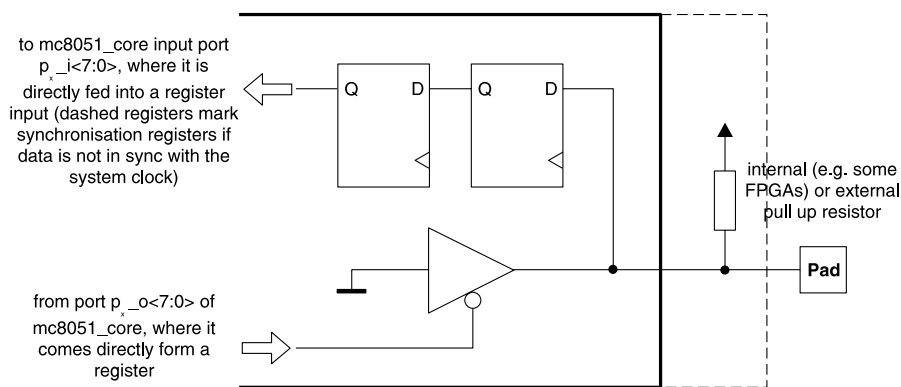 to mc8051_core input port
pₓ_i<7:0>, where it is
directly fed into a register
input (dashed registers mark
synchronisation registers if
data is not in sync with the
system clock)
Q D Q D
internal (e.g. some
FPGAs) or external
pull up resistor
Pad
from port pₓ_o<7:0> of
mc8051_core, where it
comes directly form a
register